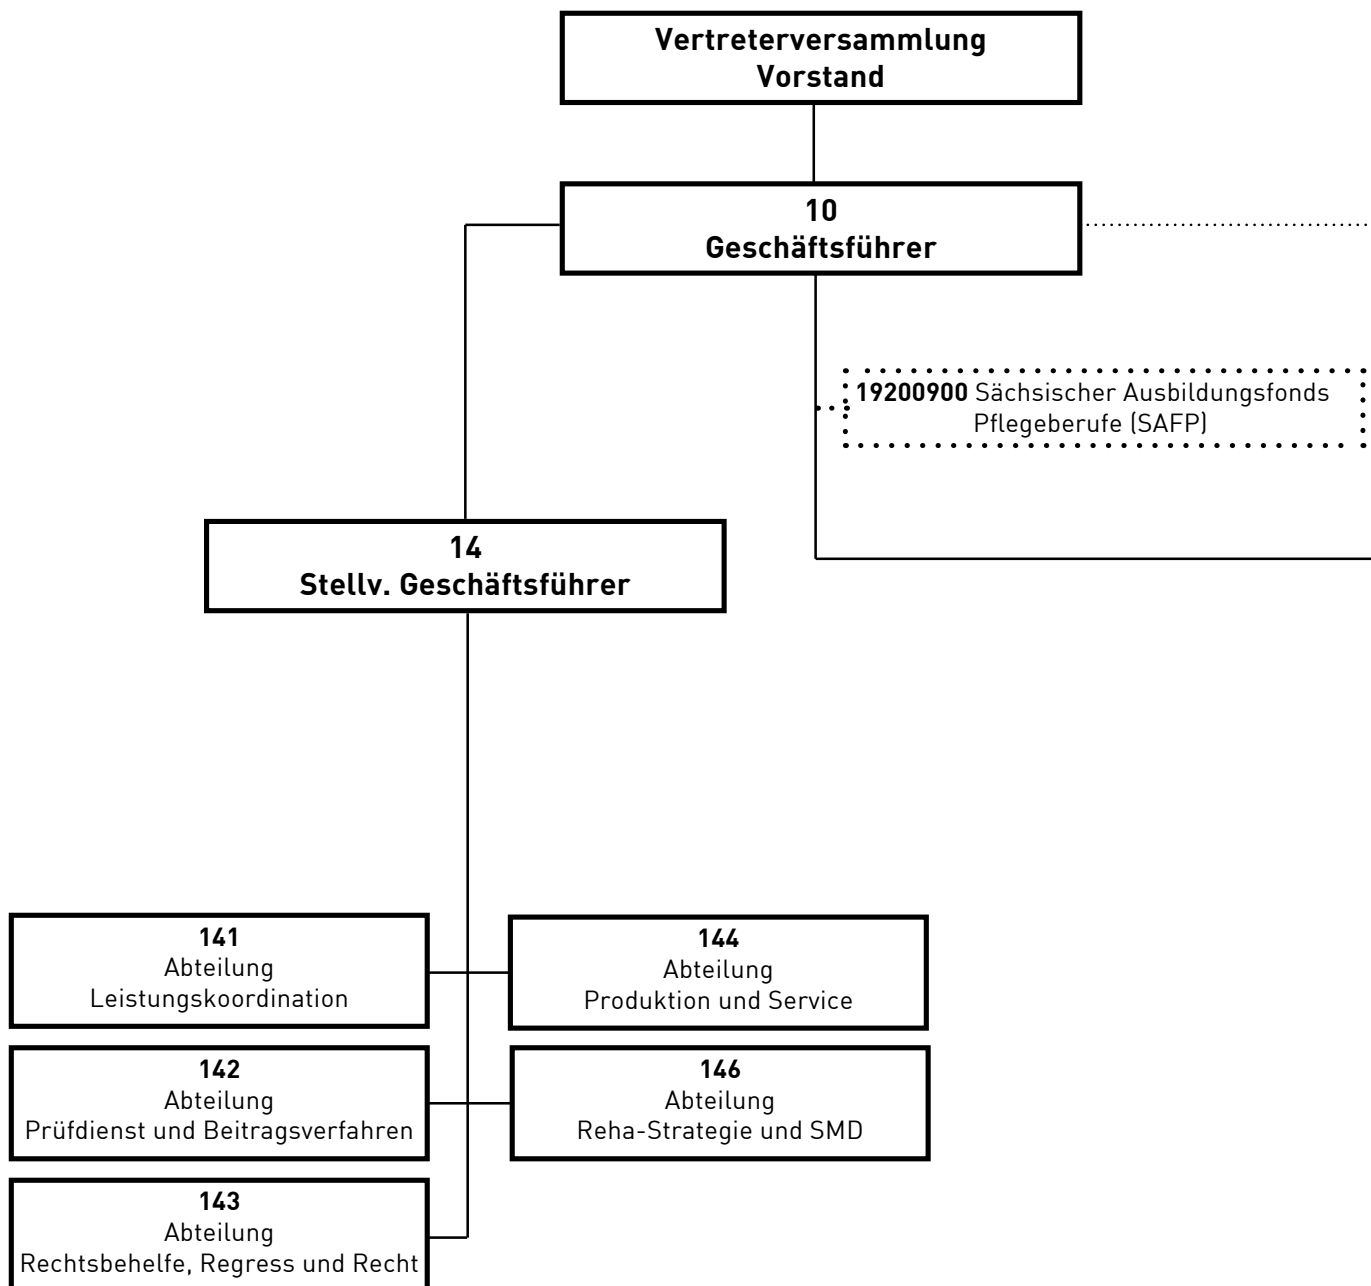 Vertreterversammlung
Vorstand
10
Geschäftsführer
19200900 Sächsischer Ausbildungsfonds
Pflegeberufe (SAFP)
14
Stellv. Geschäftsführer
141
Abteilung
Leistungskoordination
144
Abteilung
Produktion und Service
142
Abteilung
Prüfdienst und Beitragsverfahren
146
Abteilung
Reha-Strategie und SMD
143
Abteilung
Rechtsbehelfe, Regress und Recht